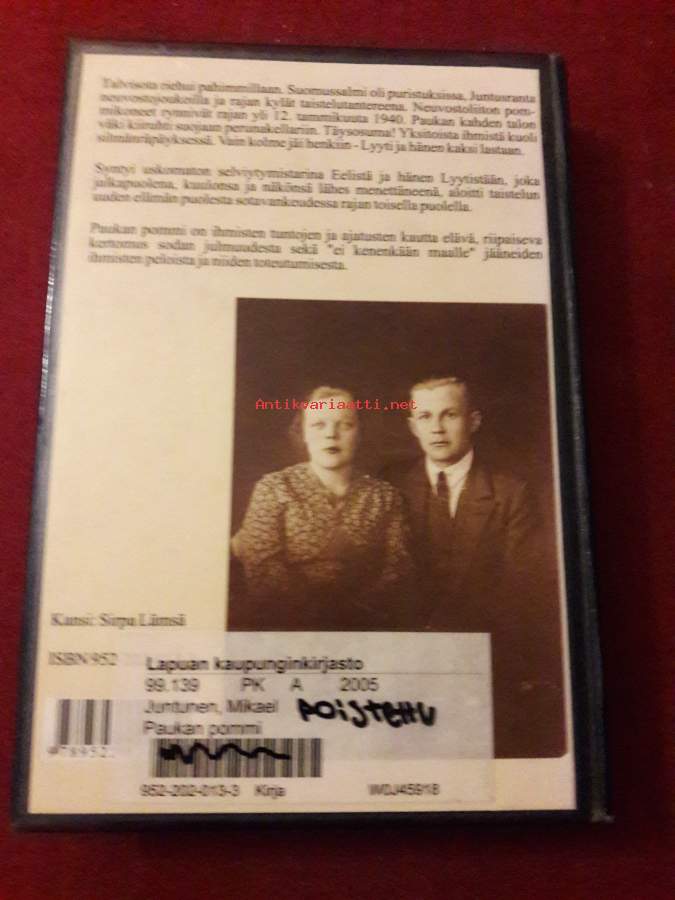 Talvisota riehui pahimmillaan. Suomussalmi oli puristuksissa, Juntusranta
neuvostojoukoilla ja rajan kylät taistelutantereena. Neuvostoliiton pom-
mikoneet rynnivät rajan yli 12. tammikuuta 1940. Paukan kahden talon
väki kiiruhti suojaan perunakellariin. Täysosuma! Yksitoista ihmistä kuoli
silmänräpäyksessä. Vain kolme jäi henkiin - Lyyti ja hänen kaksi lastaan.
Syntyi uskomaton selviytymistarina Eelistä ja hänen Lyytistään, joka
jalkapuolena, kuulonsa ja näkönsä lähes menettäneenä, aloitti taistelun
uuden elämän puolesta sotavankeudessa rajan toisella puolella.
Paukan pommi on ihmisten tuntojen ja ajatusten kautta elävä, riipaiseva
kertomus sodan julmuudesta sekä "ei kenenkään maalle" jääneiden
ihmisten peloista ja niiden toteutumisesta.
Antikvariaatti.net
Kansi: Sirpa Lämsä
ISBN 952
Lapuan kaupunginkirjasto
99.139 PK A 2005
Juntunen, Mikael POISTETTU
Paukan pommi
9 78952
952-202-013-3 Kirja W0J45918